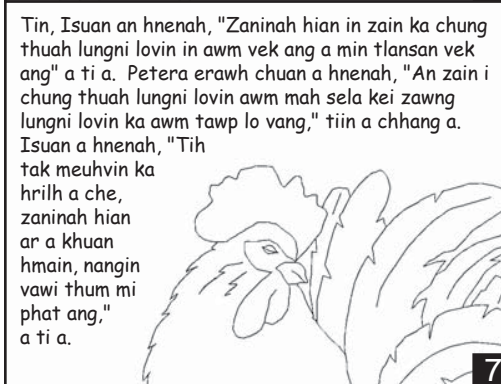 Tin, Isuan an hnenah, "Zaninah hian in zain ka chung
thuah lungni lovin in awm vek ang a min tlansan vek
ang" a ti a. Petera erawh chuan a hnenah, "An zain i
chung thuah lungni lovin awm mah sela kei zawng
lungni lovin ka awm tawp lo vang," tiin a chhang a.
Isuan a hnenah, "Tih
tak meuhvin ka
hrilh a che,
zaninah hian
ar a khuan
hmain, nangin
vawi thum mi
phat ang,"
a ti a.
7